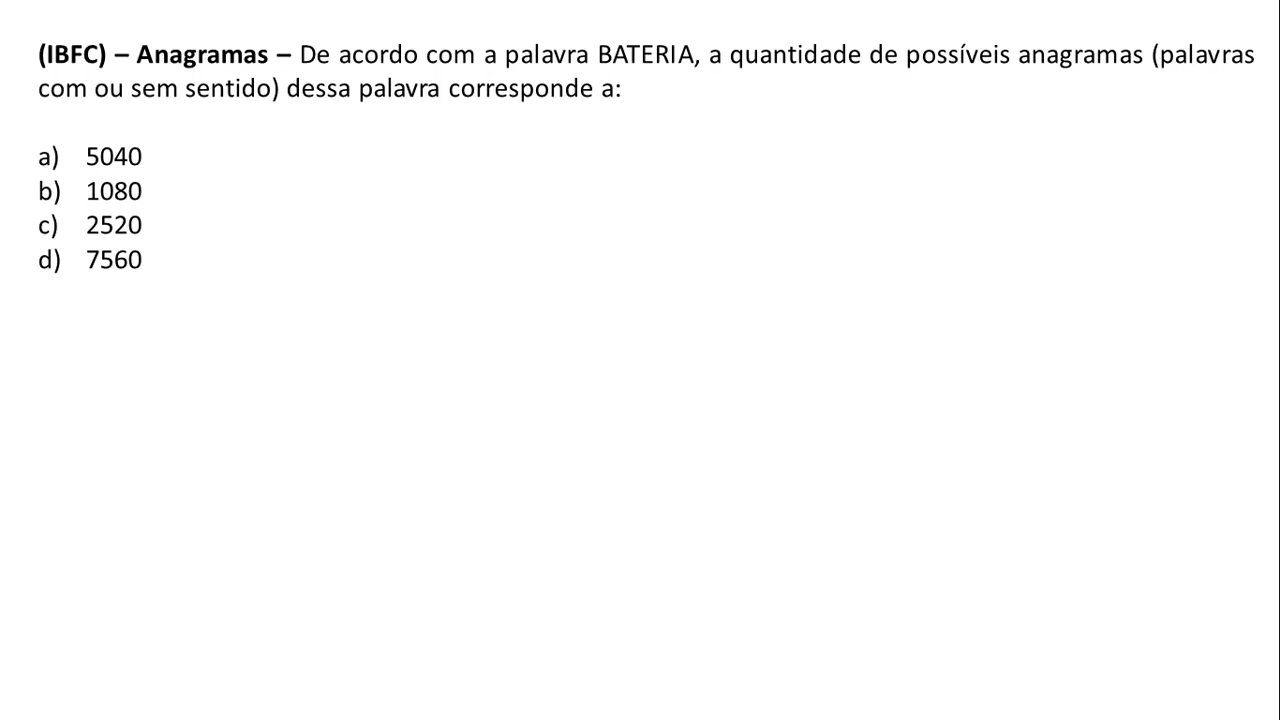 (IBFC) – Anagramas – De acordo com a palavra BATERIA, a quantidade de possíveis anagramas (palavras
com ou sem sentido) dessa palavra corresponde a:
a) 5040
b) 1080
c) 2520
d) 7560